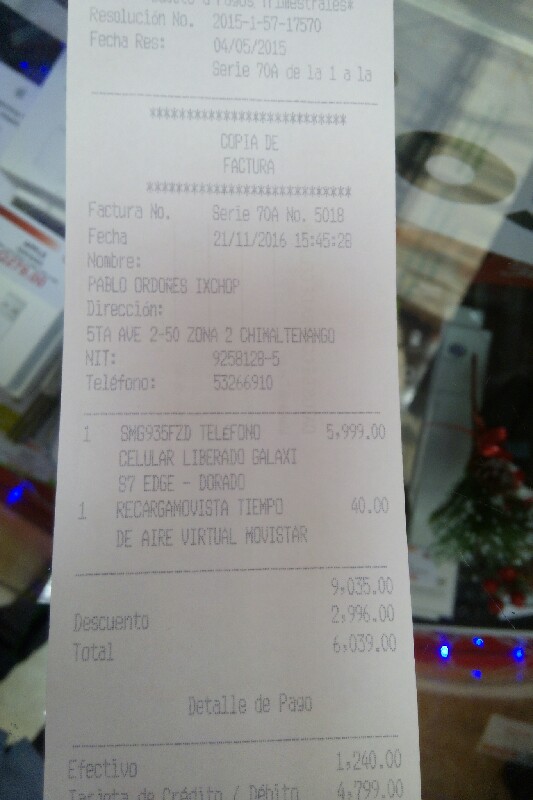 Pagos Trimestrales*
Resolución No. 2015-1-57-17570
Fecha Res: 04/05/2015
Serie 70A de la 1 a la
**************************
COPIA DE
FACTURA
**************************
Factura No. Serie 70A No. 5018
Fecha 21/11/2016 15:45:28
Nombre:
PABLO ORDOÑES IXCHOP
Dirección:
5TA AVE 2-50 ZONA 2 CHIMALTENANGO
NIT: 9258128-5
Teléfono: 53266910
1 SMG935FZD TELEFONO 5,999.00
CELULAR LIBERADO GALAXI
S7 EDGE - DORADO
1 RECARGAMOVISTA TIEMPO 40.00
DE AIRE VIRTUAL MOVISTAR
9,035.00
Descuento 2,996.00
Total 6,039.00
Detalle de Pago
Efectivo 1,240.00
Tarjeta de Crédito / Débito 4,799.00